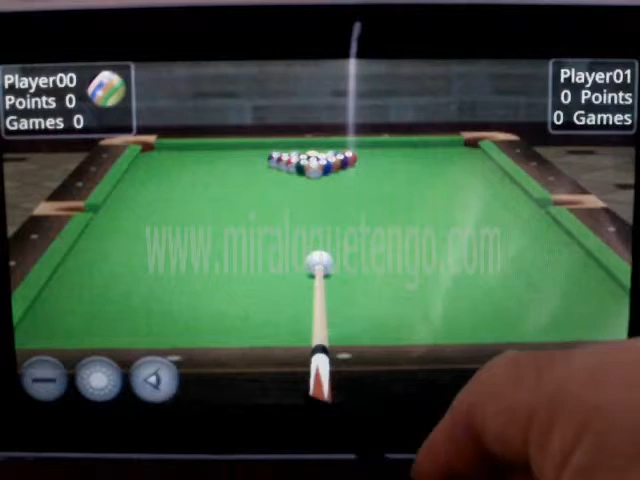 Player00
Points 0
Games 0
Player01
0 Points
0 Games
www.miraloquetengo.com